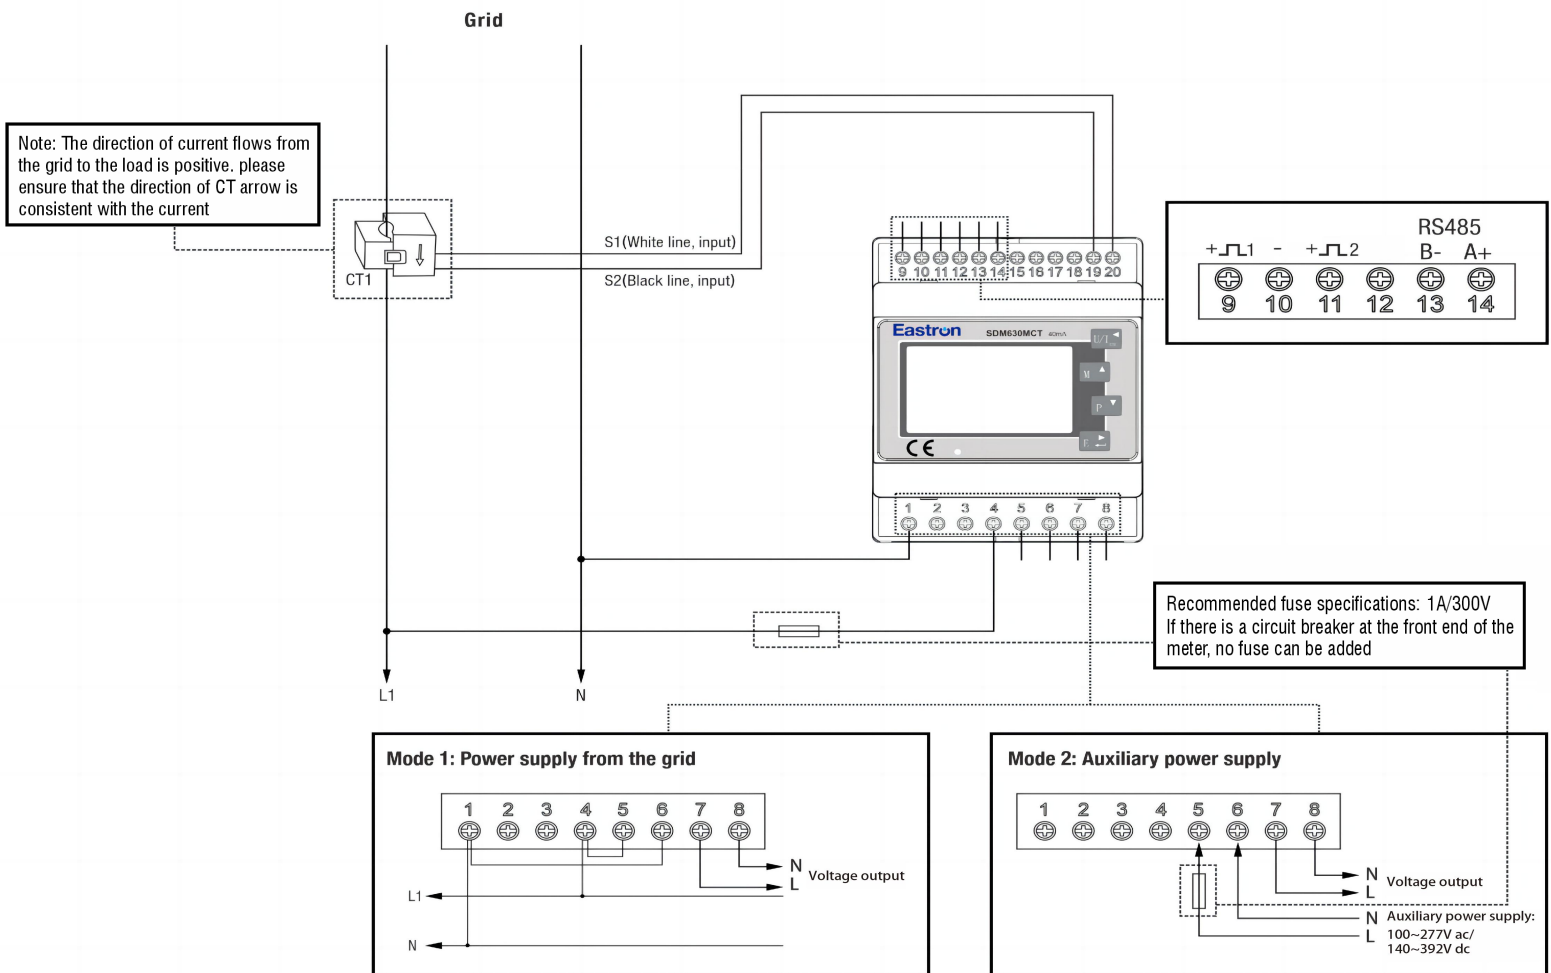 Grid
Note: The direction of current flows from
the grid to the load is positive. please
ensure that the direction of CT arrow is
consistent with the current
CT1
S1(White line, input)
S2(Black line, input)
9 10 11 12 13 14 15 16 17 18 19 20
RS485
+ 1 - + 2 B- A+
9 10 11 12 13 14
Eastron SDM630MCT 40mA
U/I
M
P
E
CE
1 2 3 4 5 6 7 8
Recommended fuse specifications: 1A/300V
If there is a circuit breaker at the front end of the
meter, no fuse can be added
L1 N
Mode 1: Power supply from the grid
1 2 3 4 5 6 7 8
N
L
Voltage output
L1
N
Mode 2: Auxiliary power supply
1 2 3 4 5 6 7 8
N
L
Voltage output
N Auxiliary power supply:
L 100~277V ac/
140~392V dc